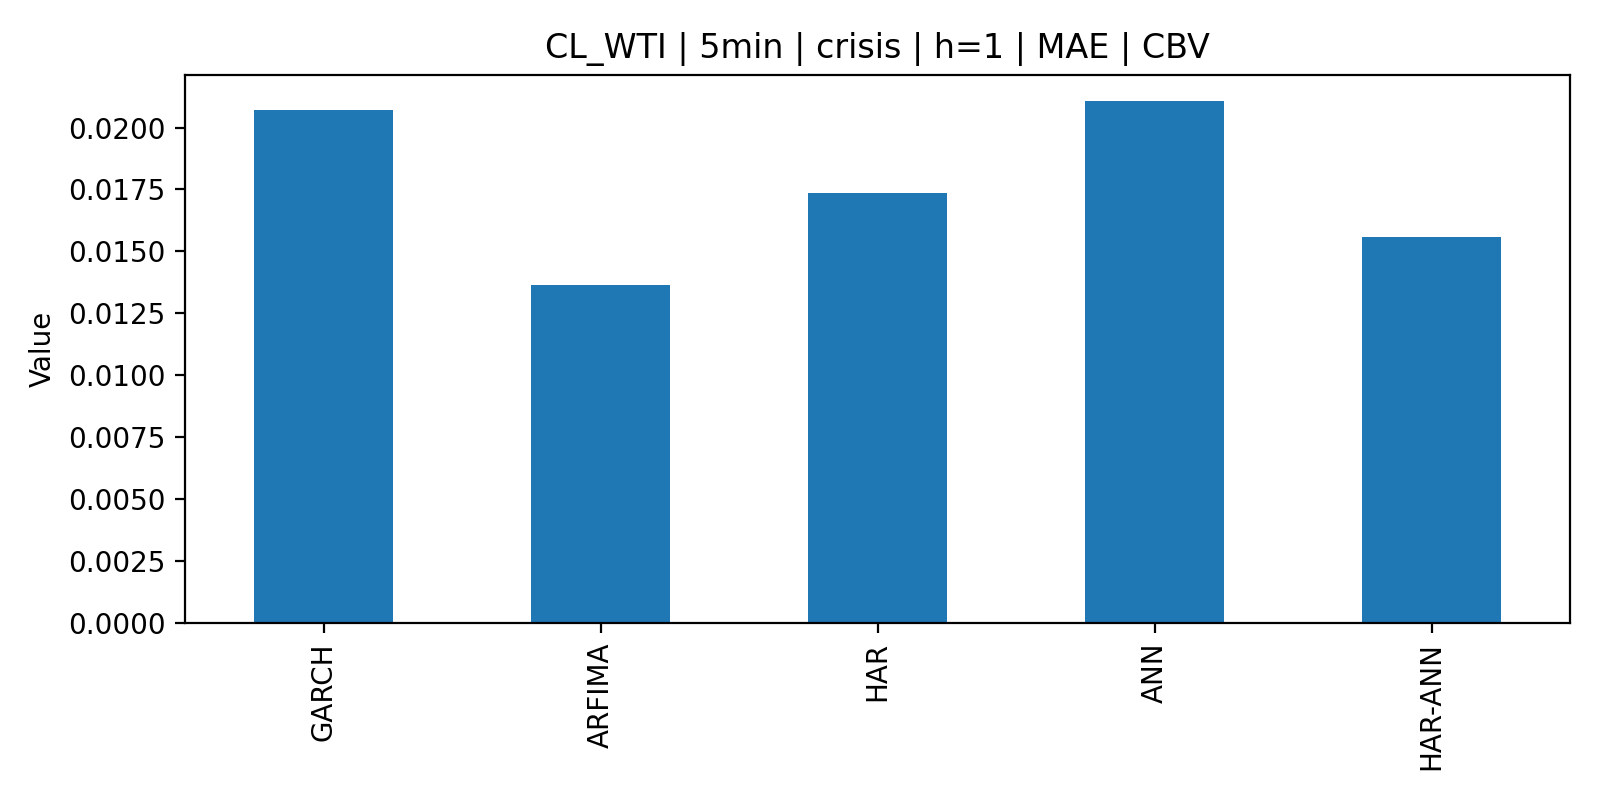 CL_WTI | 5min | crisis | h=1 | MAE | CBV
Value
0.0200
0.0175
0.0150
0.0125
0.0100
0.0075
0.0050
0.0025
0.0000
GARCH
ARFIMA
HAR
ANN
HAR-ANN